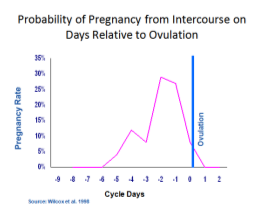 Probability of Pregnancy from Intercourse on
Days Relative to Ovulation
35%
30%
25%
20%
15%
10%
5%
0%
Pregnancy Rate
Ovulation
-9 -8 -7 -6 -5 -4 -3 -2 -1 0 1 2
Cycle Days
Source: Wilcox et al. 1998